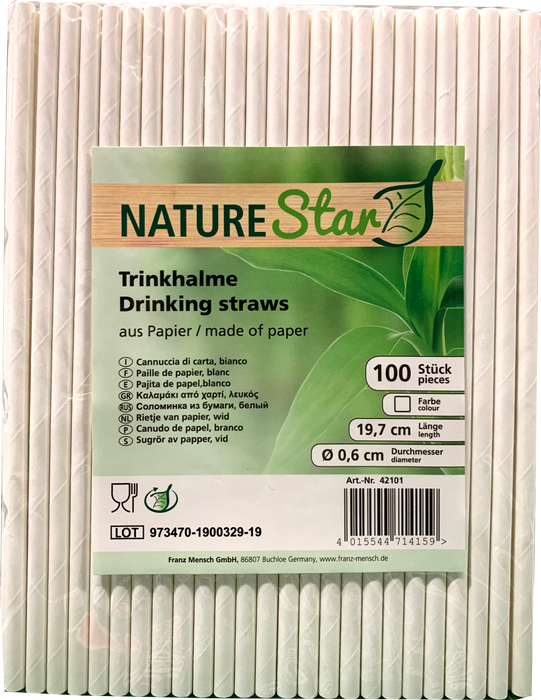 NATURE Star
Trinkhalme
Drinking straws
aus Papier / made of paper
I Cannuccia di carta, bianco
F Paille de papier, blanc
E Pajita de papel,blanco
GR Καλαμάκι από χαρτί, λευκός
RUS Соломинка из бумаги, белый
NL Rietje van papier, wid
P Canudo de papel, branco
S Sugrör av papper, vid
100 Stück
pieces
Farbe
colour
19,7 cm Länge
length
Ø 0,6 cm Durchmesser
diameter
Art.-Nr. 42101
4 015544 714159 >
LOT 973470-1900329-19
Franz Mensch GmbH, 86807 Buchloe Germany, www.franz-mensch.de